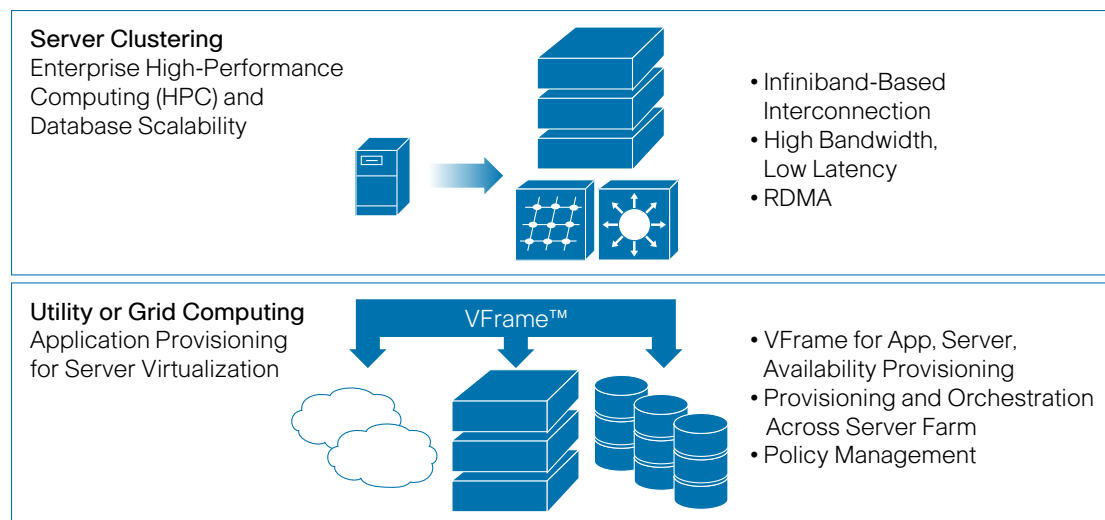 Server Clustering
Enterprise High-Performance
Computing (HPC) and
Database Scalability
• Infiniband-Based
Interconnection
• High Bandwidth,
Low Latency
• RDMA
Utility or Grid Computing
Application Provisioning
for Server Virtualization
VFrame™
• VFrame for App, Server,
Availability Provisioning
• Provisioning and Orchestration
Across Server Farm
• Policy Management